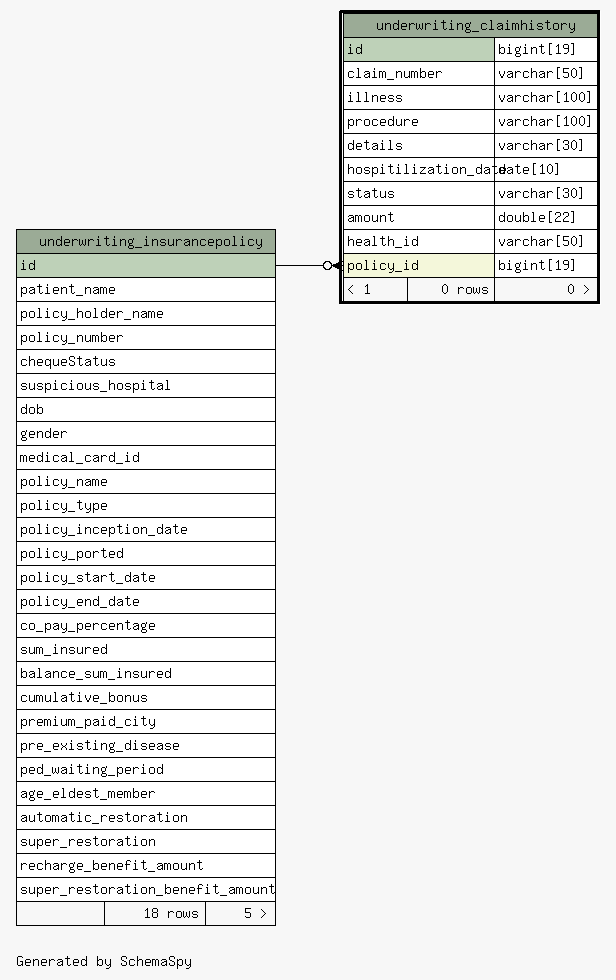 underwriting_claimhistory
id bigint[19]
claim_number varchar[50]
illness varchar[100]
procedure varchar[100]
details varchar[30]
hospitilization_date date[10]
status varchar[30]
amount double[22]
health_id varchar[50]
policy_id bigint[19]
< 1 0 rows 0 >
underwriting_insurancepolicy
id
patient_name
policy_holder_name
policy_number
chequeStatus
suspicious_hospital
dob
gender
medical_card_id
policy_name
policy_type
policy_inception_date
policy_ported
policy_start_date
policy_end_date
co_pay_percentage
sum_insured
balance_sum_insured
cumulative_bonus
premium_paid_city
pre_existing_disease
ped_waiting_period
age_eldest_member
automatic_restoration
super_restoration
recharge_benefit_amount
super_restoration_benefit_amount
18 rows 5 >
Generated by SchemaSpy